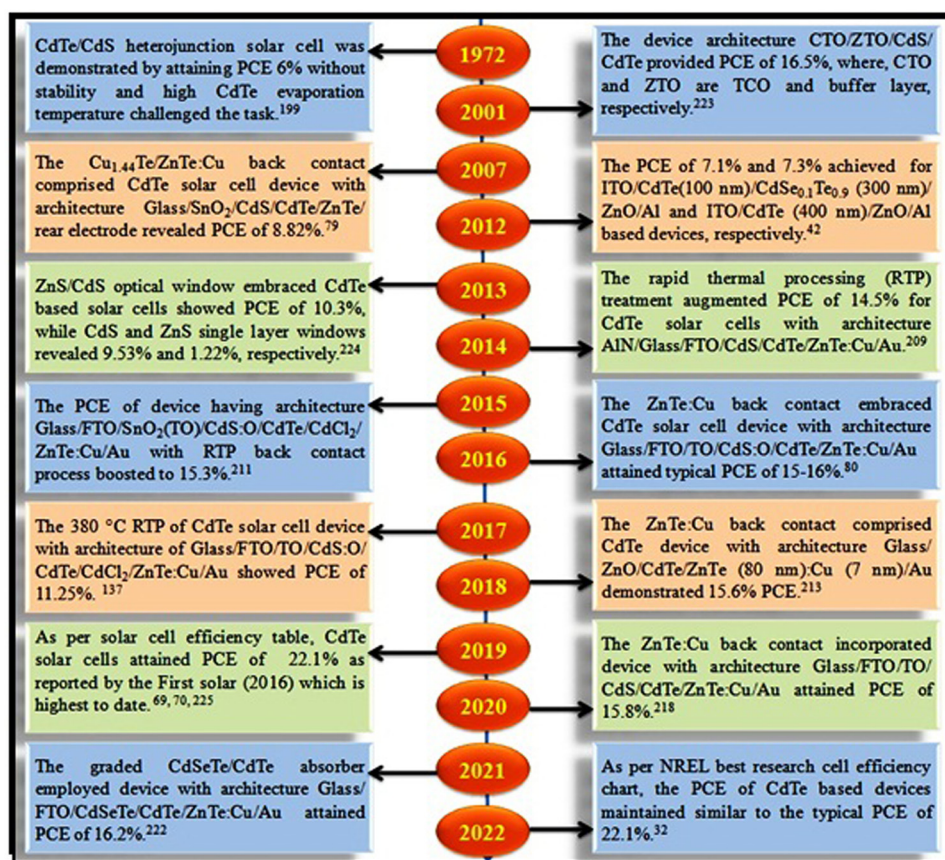 1972
CdTe/CdS heterojunction solar cell was
demonstrated by attaining PCE 6% without
stability and high CdTe evaporation
temperature challenged the task.199
2001
The device architecture CTO/ZTO/CdS/
CdTe provided PCE of 16.5%, where, CTO
and ZTO are TCO and buffer layer,
respectively.223
2007
The Cu1.44Te/ZnTe:Cu back contact
comprised CdTe solar cell device with
architecture Glass/SnO2/CdS/CdTe/ZnTe/
rear electrode revealed PCE of 8.82%.79
2012
The PCE of 7.1% and 7.3% achieved for
ITO/CdTe(100 nm)/CdSe0.1Te0.9 (300 nm)/
ZnO/Al and ITO/CdTe (400 nm)/ZnO/Al
based devices, respectively.42
2013
ZnS/CdS optical window embraced CdTe
based solar cells showed PCE of 10.3%,
while CdS and ZnS single layer windows
revealed 9.53% and 1.22%, respectively.224
2014
The rapid thermal processing (RTP)
treatment augmented PCE of 14.5% for
CdTe solar cells with architecture
AlN/Glass/FTO/CdS/CdTe/ZnTe:Cu/Au.209
2015
The PCE of device having architecture
Glass/FTO/SnO2(TO)/CdS:O/CdTe/CdCl2/
ZnTe:Cu/Au with RTP back contact
process boosted to 15.3%.211
2016
The ZnTe:Cu back contact embraced
CdTe solar cell device with architecture
Glass/FTO/TO/CdS:O/CdTe/ZnTe:Cu/Au
attained typical PCE of 15-16%.80
2017
The 380 °C RTP of CdTe solar cell device
with architecture of Glass/FTO/TO/CdS:O/
CdTe/CdCl2/ZnTe:Cu/Au showed PCE of
11.25%. 137
2018
The ZnTe:Cu back contact comprised
CdTe device with architecture Glass/
ZnO/CdTe/ZnTe (80 nm):Cu (7 nm)/Au
demonstrated 15.6% PCE.213
2019
As per solar cell efficiency table, CdTe
solar cells attained PCE of 22.1% as
reported by the First solar (2016) which is
highest to date. 69, 70, 225
2020
The ZnTe:Cu back contact incorporated
device with architecture Glass/FTO/TO/
CdS/CdTe/ZnTe:Cu/Au attained PCE of
15.8%.218
2021
The graded CdSeTe/CdTe absorber
employed device with architecture Glass/
FTO/CdSeTe/CdTe/ZnTe:Cu/Au attained
PCE of 16.2%.222
2022
As per NREL best research cell efficiency
chart, the PCE of CdTe based devices
maintained similar to the typical PCE of
22.1%.32